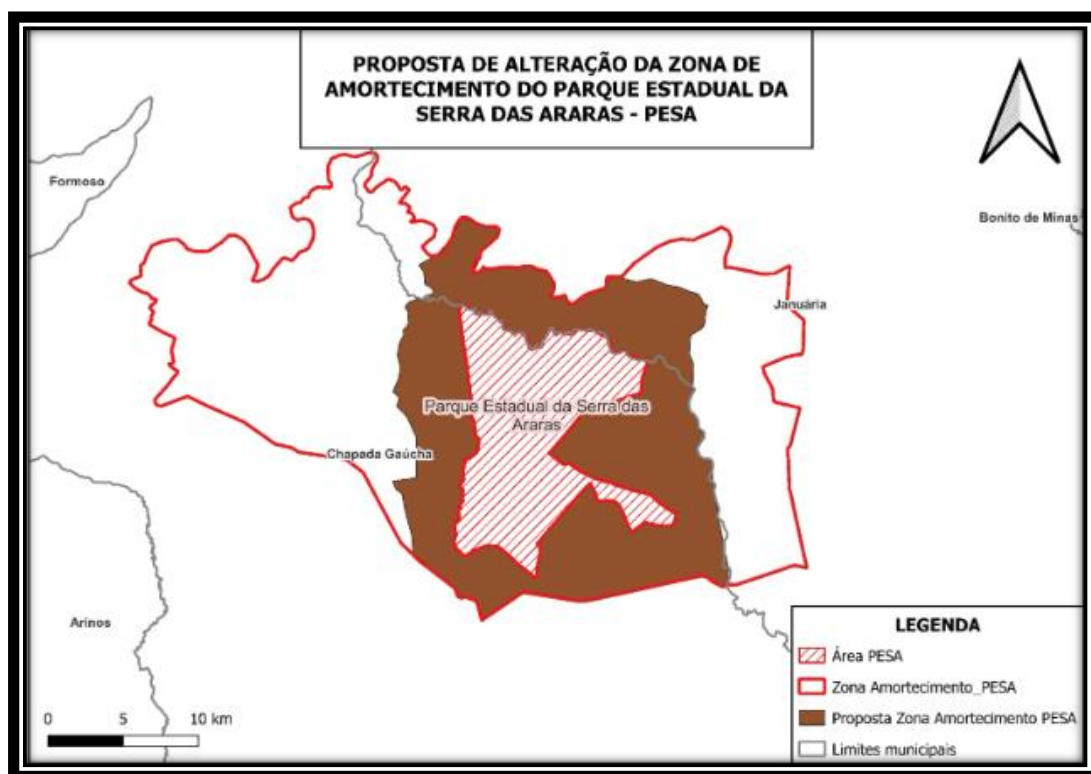 PROPOSTA DE ALTERAÇÃO DA ZONA DE
AMORTECIMENTO DO PARQUE ESTADUAL DA
SERRA DAS ARARAS - PESA
Formoso
Bonito de Minas
Januária
Parque Estadual da Serra das
Araras
Chapada Gaúcha
Arinos
0 5 10 km
LEGENDA
Área PESA
Zona Amortecimento_PESA
Proposta Zona Amortecimento PESA
Limites municipais